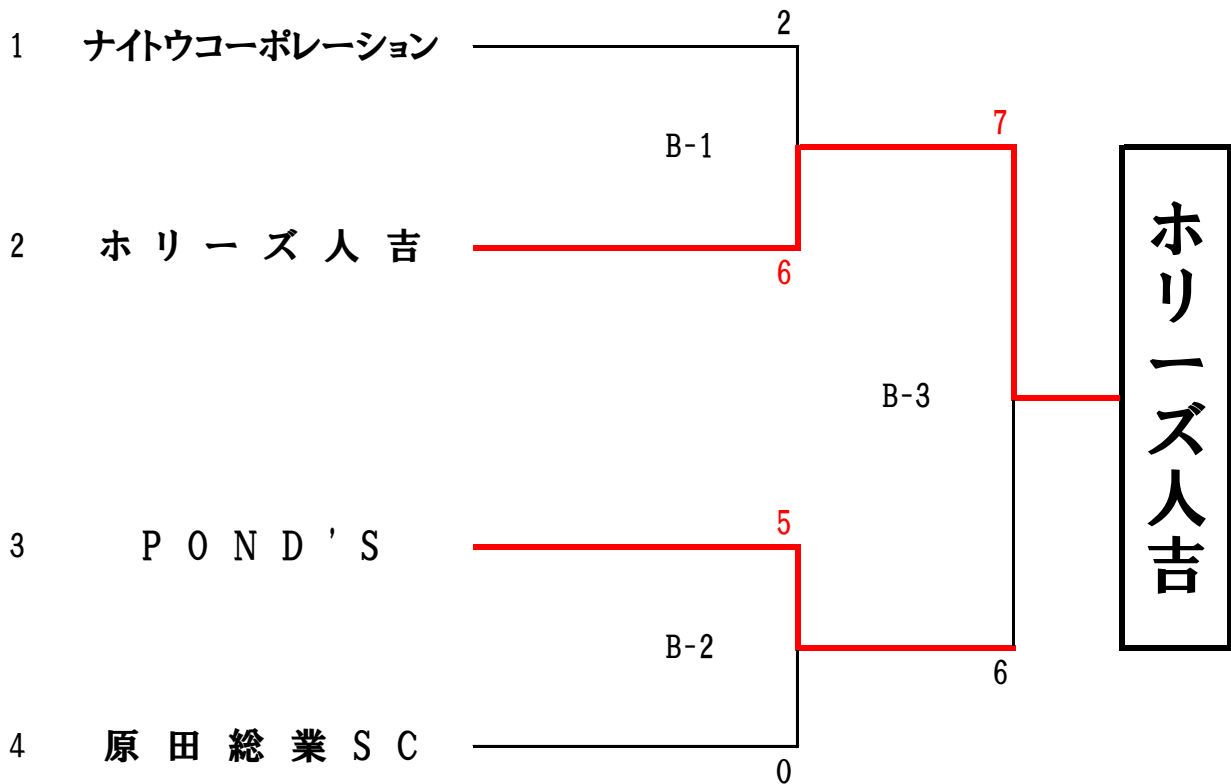 2
1 ナイトウコーポレーション
7
B-1
2 ホリーズ人吉
6
ホリーズ人吉
B-3
5
3 POND'S
B-2
6
4 原田総業SC
0